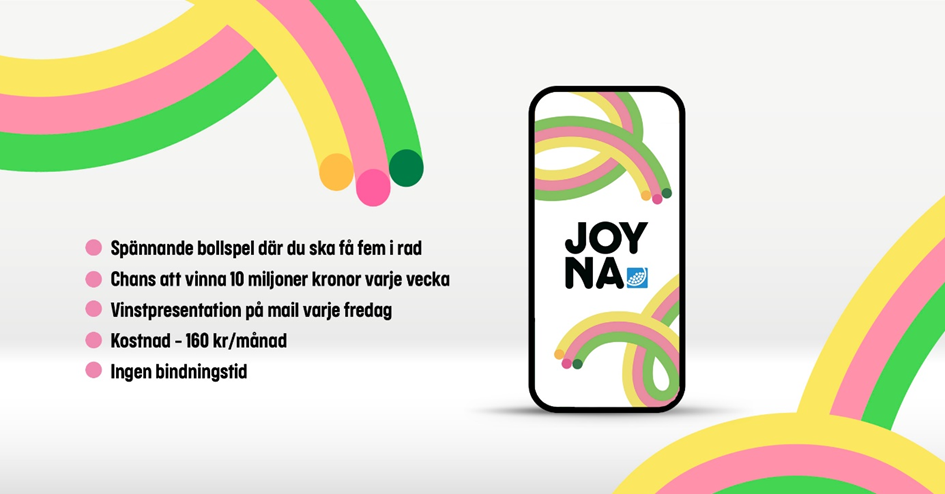 Spännande bollspel där du ska få fem i rad
Chans att vinna 10 miljoner kronor varje vecka
Vinstpresentation på mail varje fredag
Kostnad - 160 kr/månad
Ingen bindningstid
JOY
NA